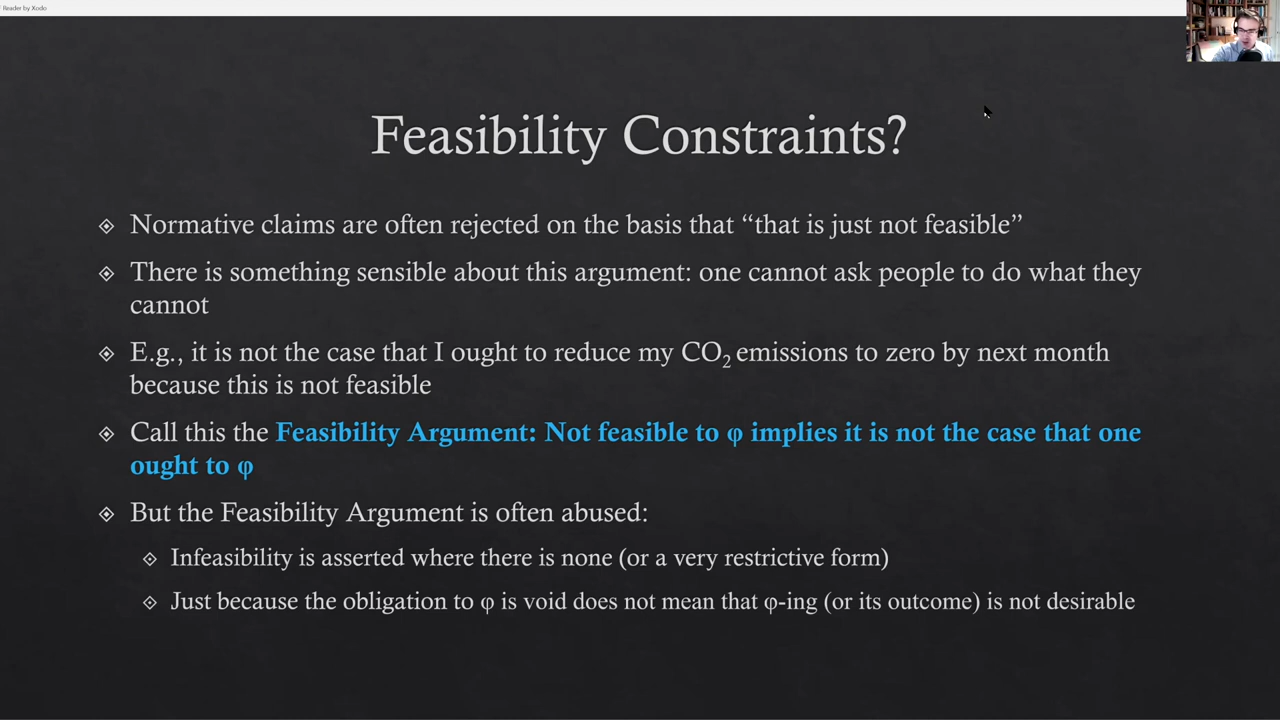 Reader by Xodo
Feasibility Constraints?
Normative claims are often rejected on the basis that “that is just not feasible”
There is something sensible about this argument: one cannot ask people to do what they
cannot
E.g., it is not the case that I ought to reduce my CO₂ emissions to zero by next month
because this is not feasible
Call this the Feasibility Argument: Not feasible to φ implies it is not the case that one
ought to φ
But the Feasibility Argument is often abused:
Infeasibility is asserted where there is none (or a very restrictive form)
Just because the obligation to φ is void does not mean that φ-ing (or its outcome) is not desirable